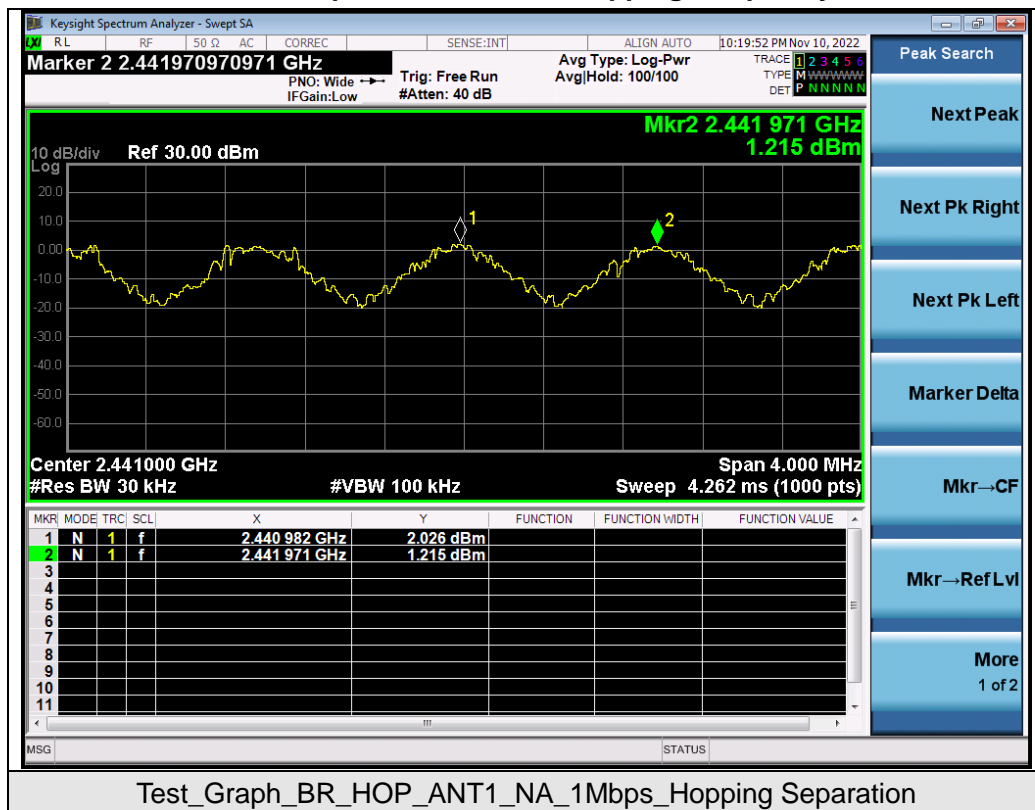 Keysight Spectrum Analyzer - Swept SA
LXI RL RF 50 Ω AC CORREC SENSE:INT ALIGN AUTO 10:19:52 PM Nov 10, 2022
Marker 2 2.441970970971 GHz
PNO: Wide
IFGain:Low
Trig: Free Run
#Atten: 40 dB
Avg Type: Log-Pwr
Avg|Hold: 100/100
TRACE 1 2 3 4 5 6
TYPE M WWWWW
DET P N N N N N
Peak Search
Mkr2 2.441 971 GHz
1.215 dBm
10 dB/div Ref 30.00 dBm
Log
20.0
10.0
0.00
-10.0
-20.0
-30.0
-40.0
-50.0
-60.0
1
2
Center 2.441000 GHz Span 4.000 MHz
#Res BW 30 kHz #VBW 100 kHz Sweep 4.262 ms (1000 pts)
MKR MODE TRC SCL X Y FUNCTION FUNCTION WIDTH FUNCTION VALUE
1 N 1 f 2.440 982 GHz 2.026 dBm
2 N 1 f 2.441 971 GHz 1.215 dBm
3
4
5
6
7
8
9
10
11
Next Peak
Next Pk Right
Next Pk Left
Marker Delta
Mkr→CF
Mkr→Ref Lvl
More
1 of 2
MSG STATUS
Test_Graph_BR_HOP_ANT1_NA_1Mbps_Hopping Separation